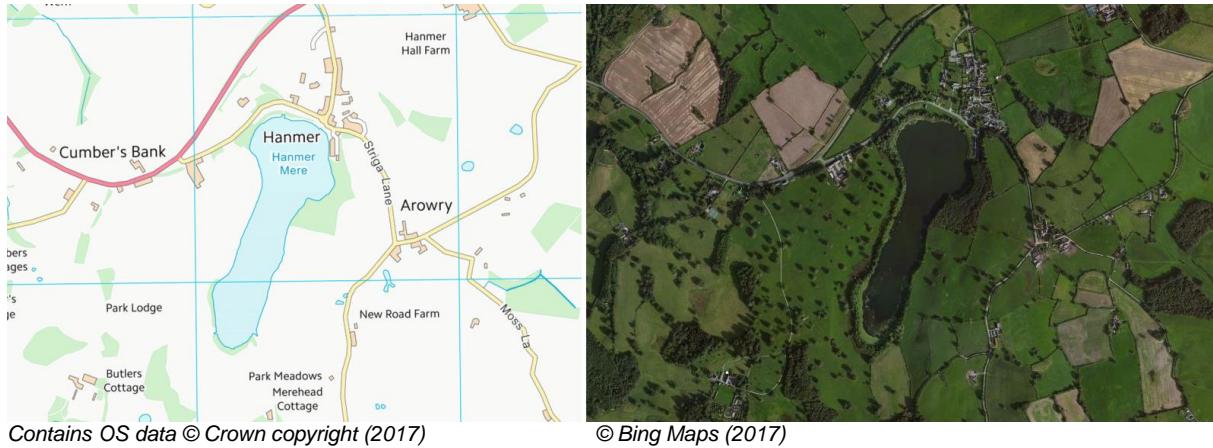 Hanmer
Hall Farm
Hanmer
Hanmer
Mere
Cumber's Bank
Striga Lane
Arowry
Park Lodge
New Road Farm
Moss La
Butlers
Cottage
Park Meadows
Merehead
Cottage
Contains OS data © Crown copyright (2017)
© Bing Maps (2017)